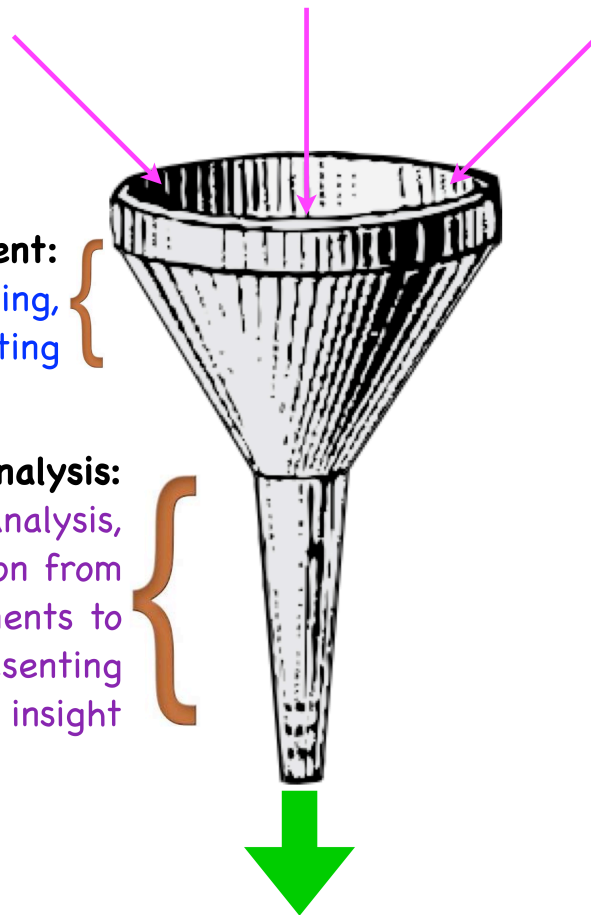 ent:
ing,
ting
nalysis:
nalysis,
on from
ents to
senting
insight